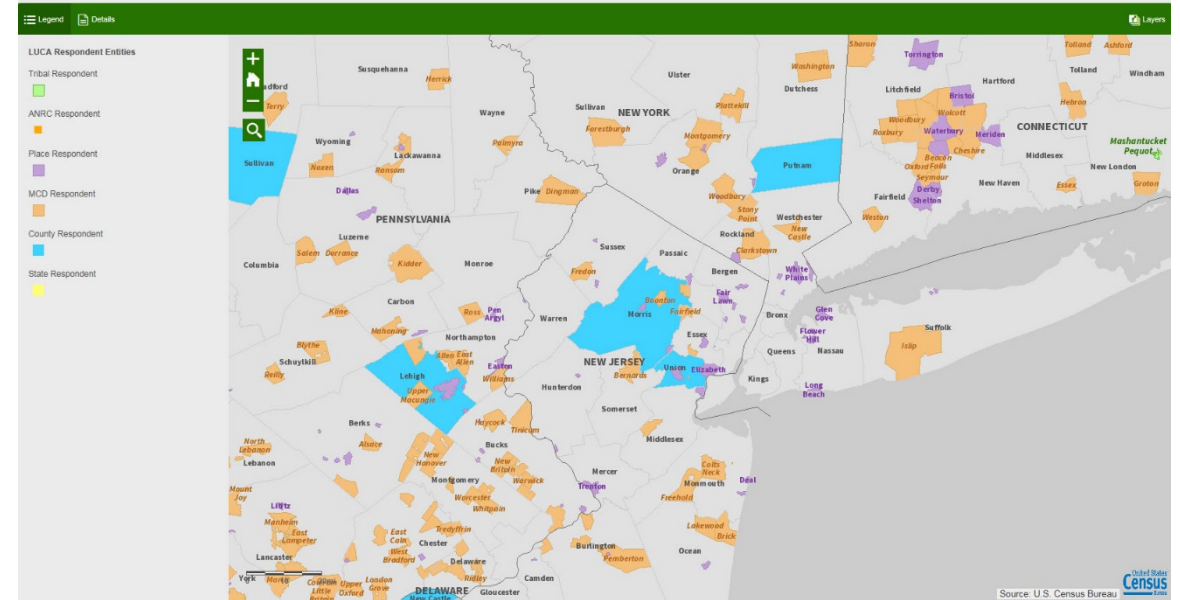 Legend
Details
Layers
LUCA Respondent Entities
Tribal Respondent
ANRC Respondent
Place Respondent
MCD Respondent
County Respondent
State Respondent
+
−
Susquehanna
Herrick
Terry
Wyoming
Lackawanna
Nexen
Ransom
Sullivan
Dallas
PENNSYLVANIA
Luzerne
Salem
Dorrance
Kidder
Monroe
Columbia
Carbon
Kline
Mahoning
Ross
Pen
Argyl
Northampton
Blythe
Schuylkill
Reilly
Allen
East
Allen
Easton
Williams
Lehigh
Upper
Macungie
Wayne
Palmyra
Pike
Dingman
Sullivan
NEW YORK
Forestburgh
Ulster
Plattekill
Montgomery
Orange
Washington
Dutchess
Putnam
Woodbury
Stony
Point
Westchester
New
Castle
Rockland
Clarkstown
Sussex
Passaic
Fredon
Bergen
White
Plains
Fair
Lawn
Boonton
Morris
Fairfield
Warren
Essex
Bronx
Glen
Cove
Flower
Hill
Queens
Nassau
Suffolk
Islip
Kings
Long
Beach
NEW JERSEY
Bernards
Union
Elizabeth
Hunterdon
Somerset
Middlesex
Sharon
Torrington
Tolland
Ashford
Hartford
Tolland
Windham
Litchfield
Bristol
Hebron
Woodbury
Wolcott
Roxbury
Waterbury
Meriden
CONNECTICUT
Cheshire
Middlesex
Mashantucket
Pequot
Beacon
Oxford
Falls
Seymour
New London
Fairfield
Derby
Shelton
New Haven
Essex
Groton
Weston
Berks
Haycock
Tinicum
North
Lebanon
Lebanon
Alsace
Bucks
New
Hanover
New
Britain
Montgomery
Warwick
Mercer
Trenton
Colts
Neck
Monmouth
Deal
Freehold
Mount
Joy
Lititz
Worcester
Whitpain
Manheim
East
Lampeter
East
Caln
Tredyffrin
Chester
Lakewood
Brick
Burlington
Pemberton
Ocean
Lancaster
West
Bradford
Delaware
York
Ridley
Camden
Little
Upper
Oxford
London
Grove
DELAWARE
New Castle
Gloucester
Source: U.S. Census Bureau
United States
Census